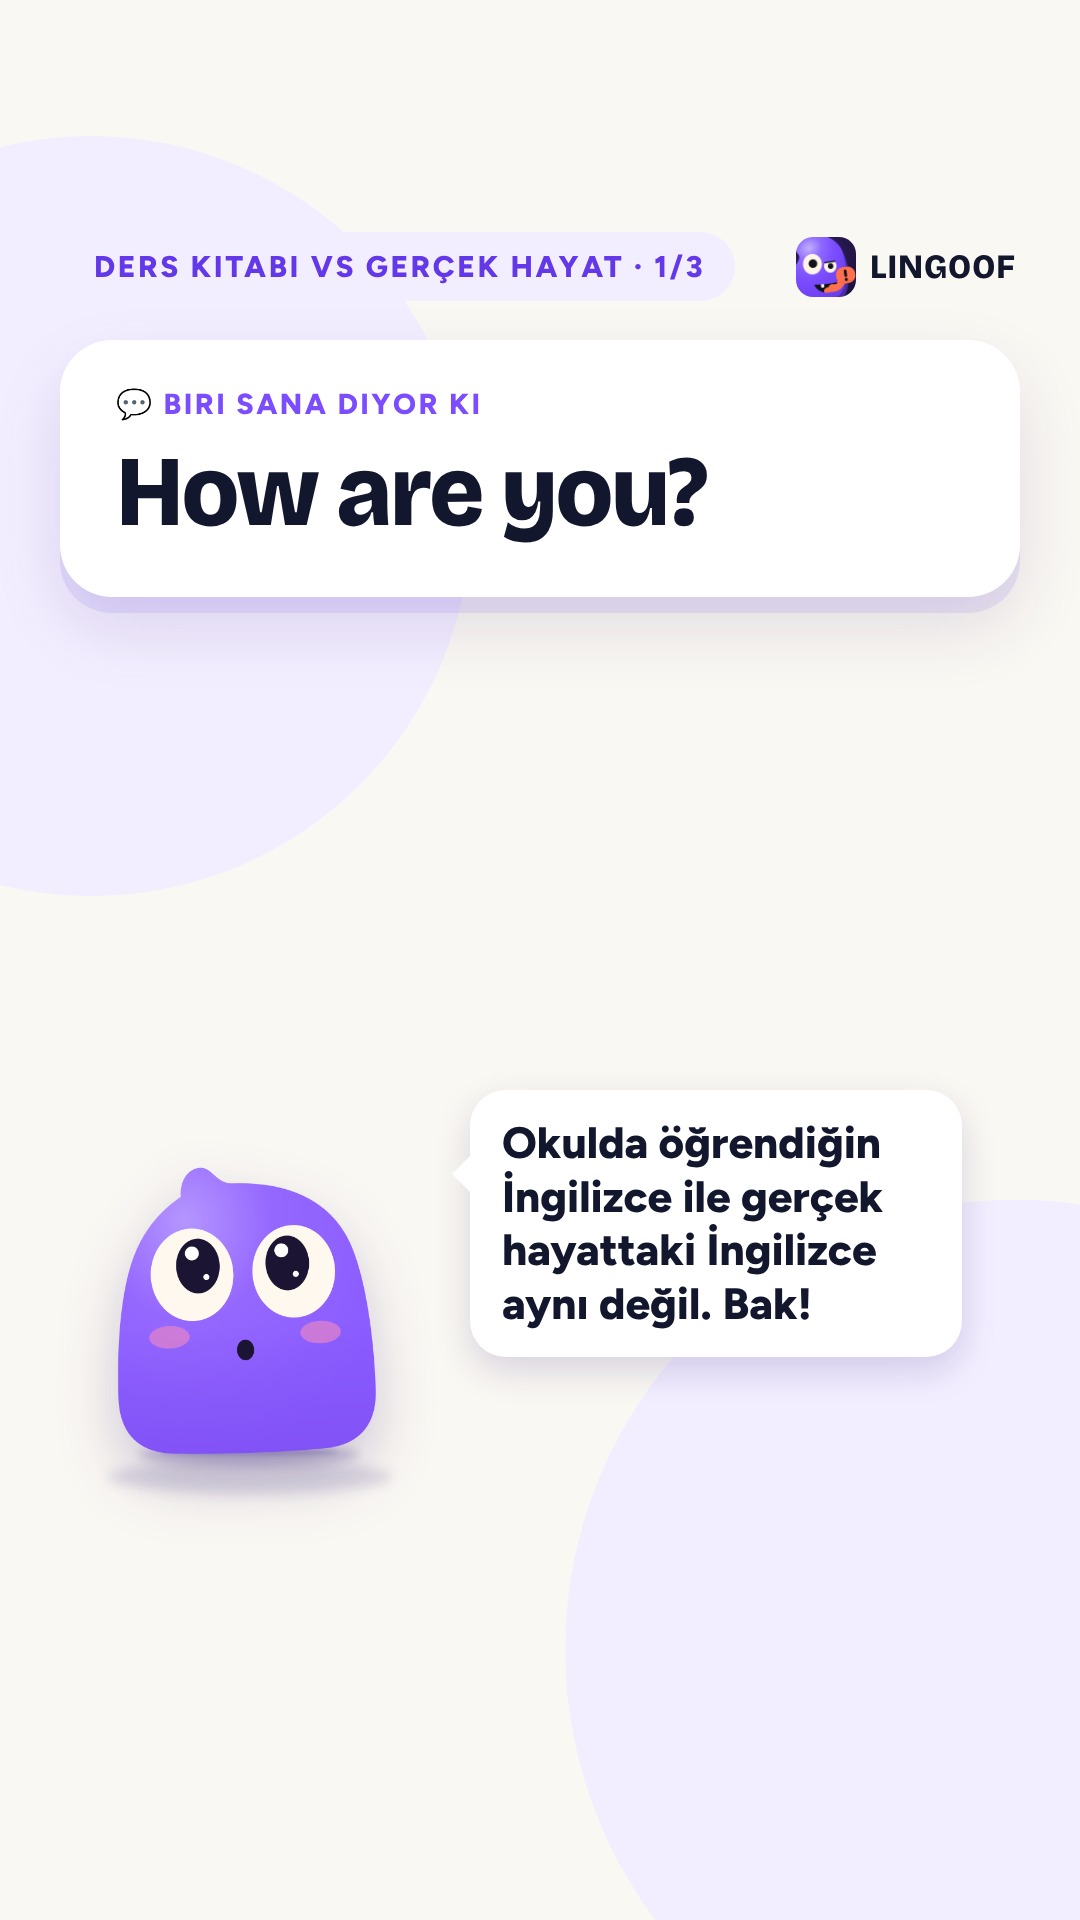 DERS KITABI VS GERÇEK HAYAT · 1/3
LINGOOF
💬 BIRI SANA DIYOR KI
How are you?
Okulda öğrendiğin
İngilizce ile gerçek
hayattaki İngilizce
aynı değil. Bak!